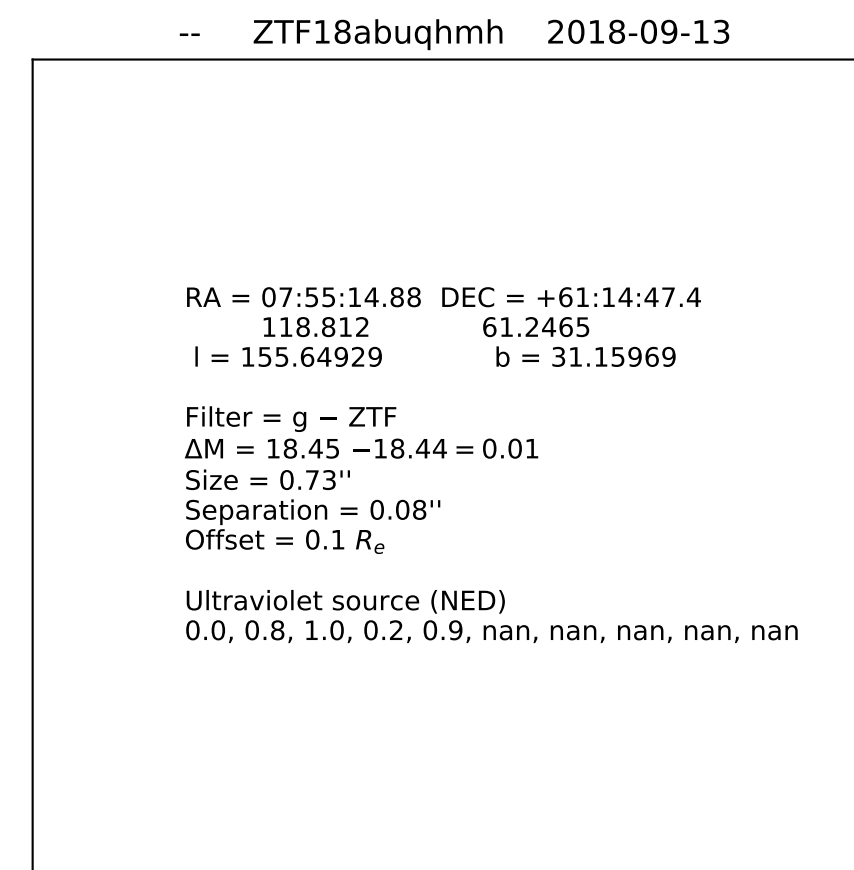 --  ZTF18abuqhmh  2018-09-13
RA = 07:55:14.88  DEC = +61:14:47.4
118.812  61.2465
l = 155.64929  b = 31.15969
Filter = g − ZTF
ΔM = 18.45 −18.44 = 0.01
Size = 0.73''
Separation = 0.08''
Offset = 0.1 Re
Ultraviolet source (NED)
0.0, 0.8, 1.0, 0.2, 0.9, nan, nan, nan, nan, nan